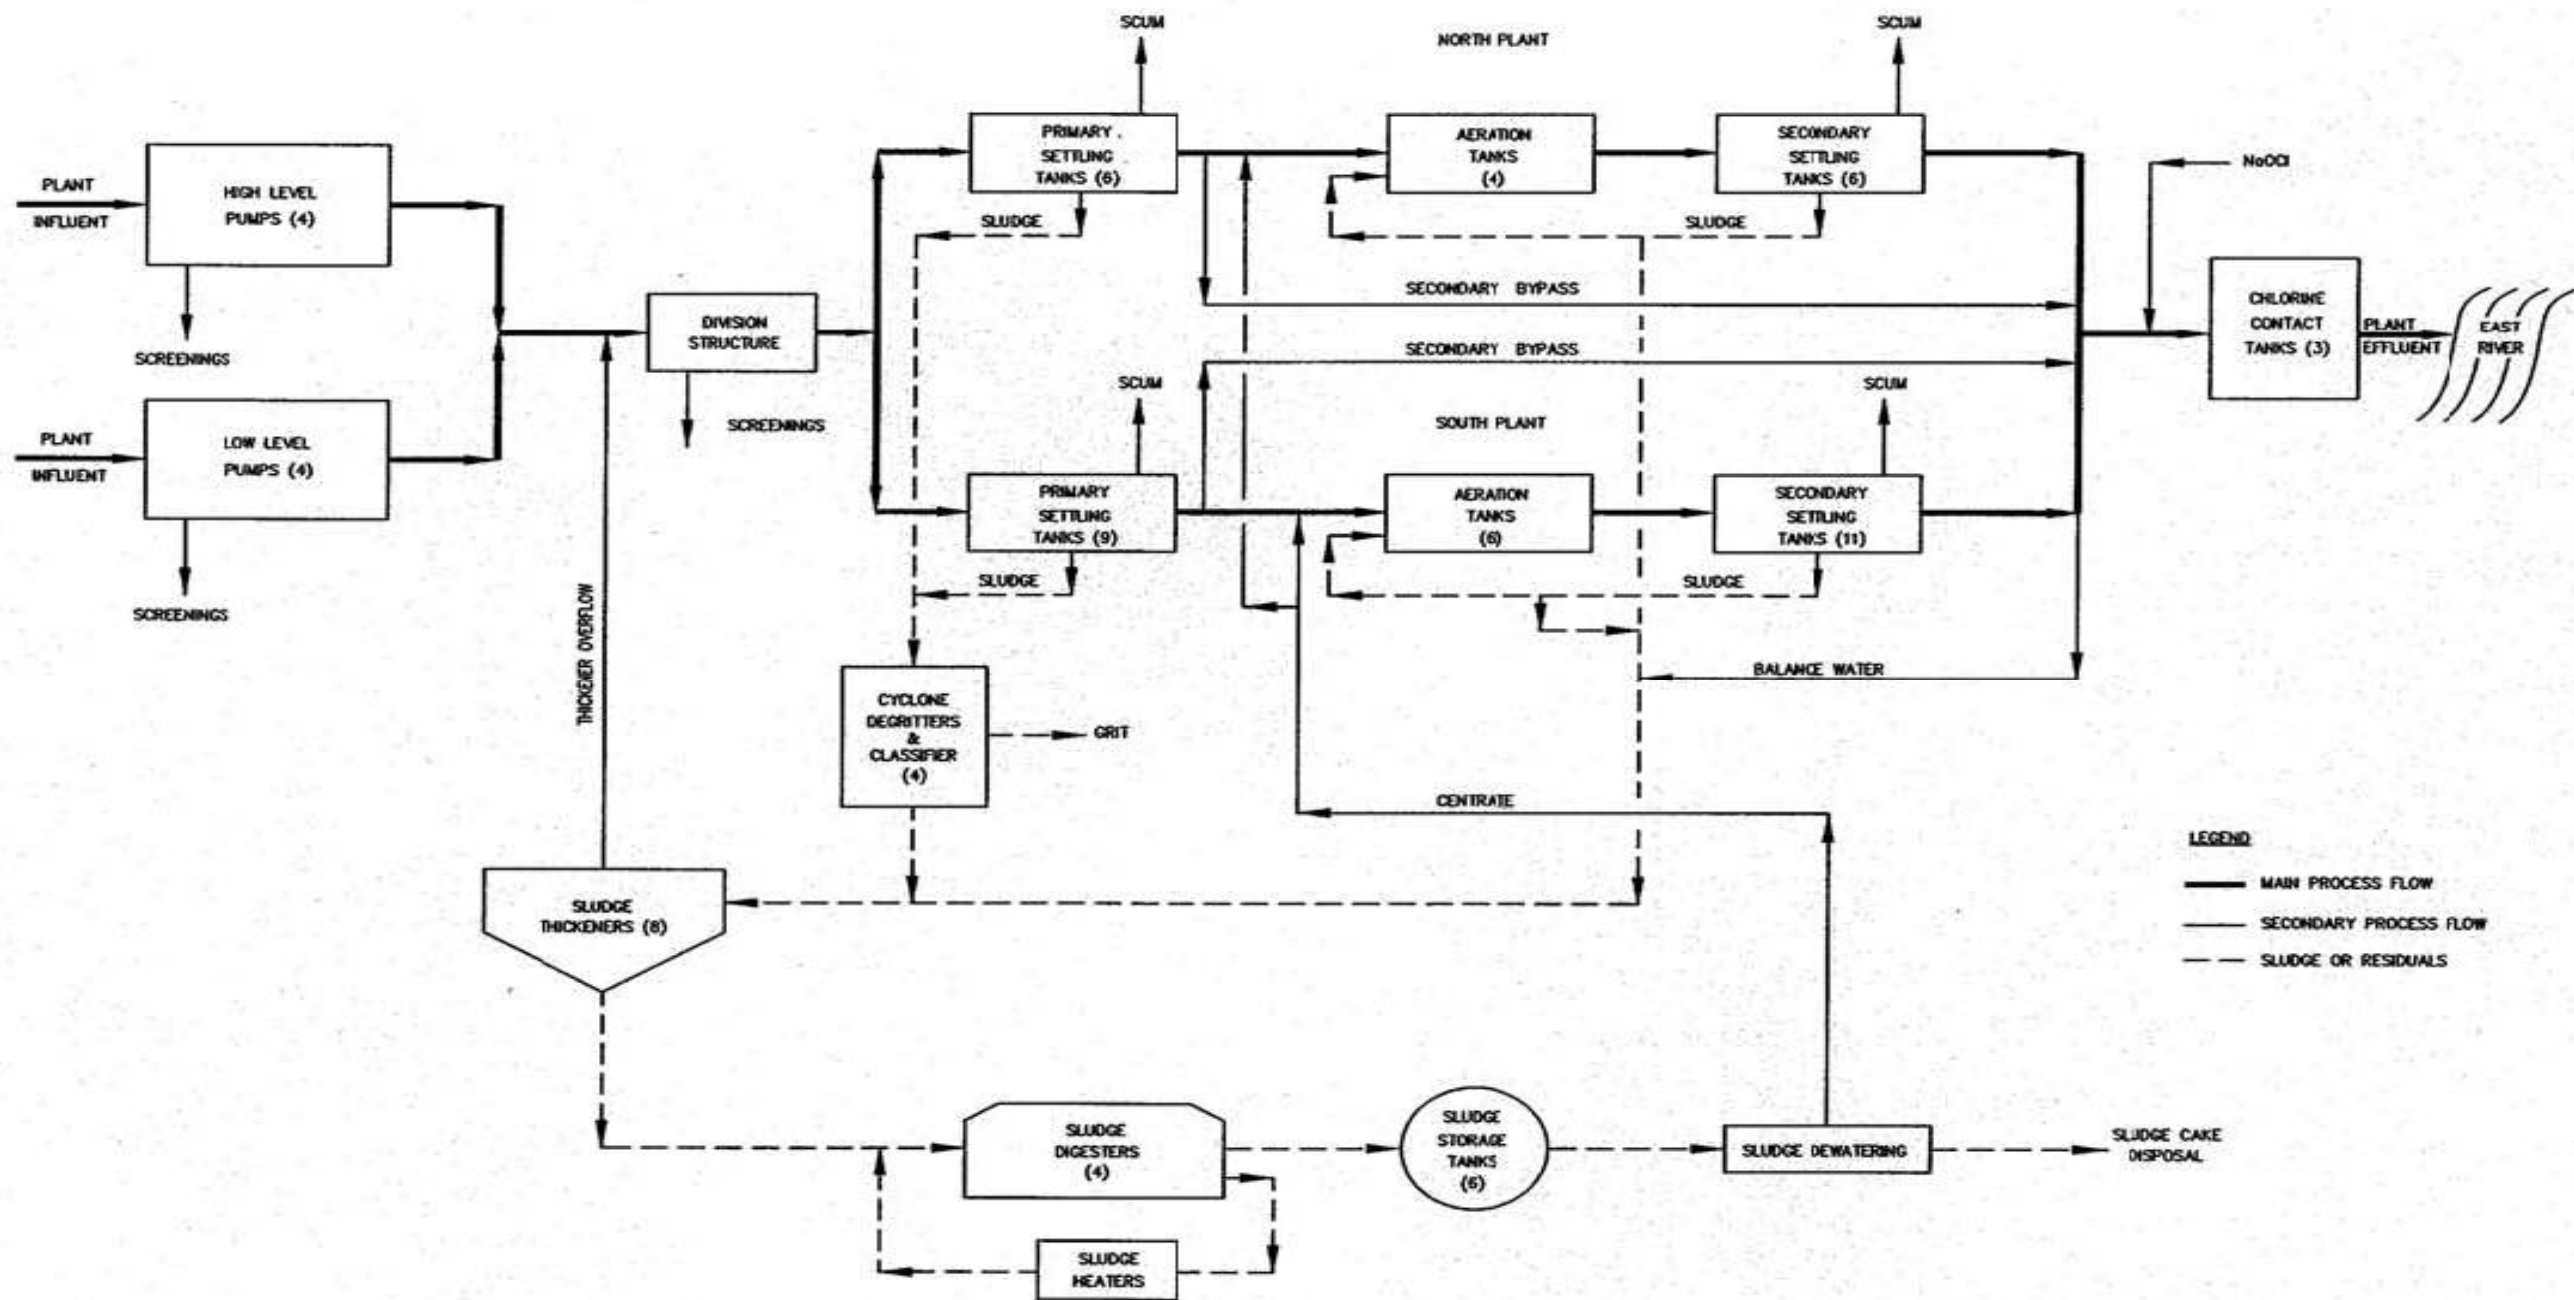 SCUM
NORTH PLANT
SCUM
PLANT
INFLUENT
HIGH LEVEL
PUMPS (4)
SCREENINGS
PLANT
INFLUENT
LOW LEVEL
PUMPS (4)
SCREENINGS
THICKENER OVERFLOW
DIVISION
STRUCTURE
SCREENINGS
PRIMARY
SETTLING
TANKS (6)
SLUDGE
AERATION
TANKS
(4)
SECONDARY
SETTLING
TANKS (6)
SLUDGE
SECONDARY BYPASS
SECONDARY BYPASS
NaOCl
CHLORINE
CONTACT
TANKS (3)
PLANT
EFFLUENT
EAST
RIVER
SCUM
SOUTH PLANT
SCUM
PRIMARY
SETTLING
TANKS (9)
SLUDGE
AERATION
TANKS
(6)
SECONDARY
SETTLING
TANKS (11)
SLUDGE
BALANCE WATER
CYCLONE
DEGRITTERS
&
CLASSIFIER
(4)
GRIT
CENTRATE
SLUDGE
THICKENERS (8)
LEGEND
MAIN PROCESS FLOW
SECONDARY PROCESS FLOW
SLUDGE OR RESIDUALS
SLUDGE
DIGESTERS
(4)
SLUDGE
HEATERS
SLUDGE
STORAGE
TANKS
(6)
SLUDGE DEWATERING
SLUDGE CAKE
DISPOSAL